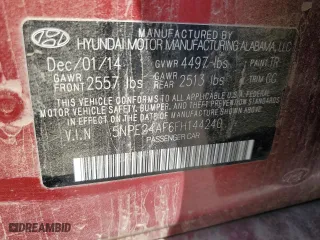 MANUFACTURED BY
HYUNDAI MOTOR MANUFACTURING ALABAMA, LLC
Dec/01/14 GVWR 4497 lbs PAINT TR
GAWR FRONT 2557 lbs GAWR REAR 2513 lbs TRIM GG
THIS VEHICLE CONFORMS TO ALL APPLICABLE U.S. FEDERAL
MOTOR VEHICLE SAFETY, BUMPER, AND THEFT PREVENTION
STANDARDS IN EFFECT ON THE DATE OF MANUFACTURE SHOWN ABOVE.
V.I.N 5NPE24AF6FH144240
PASSENGER CAR